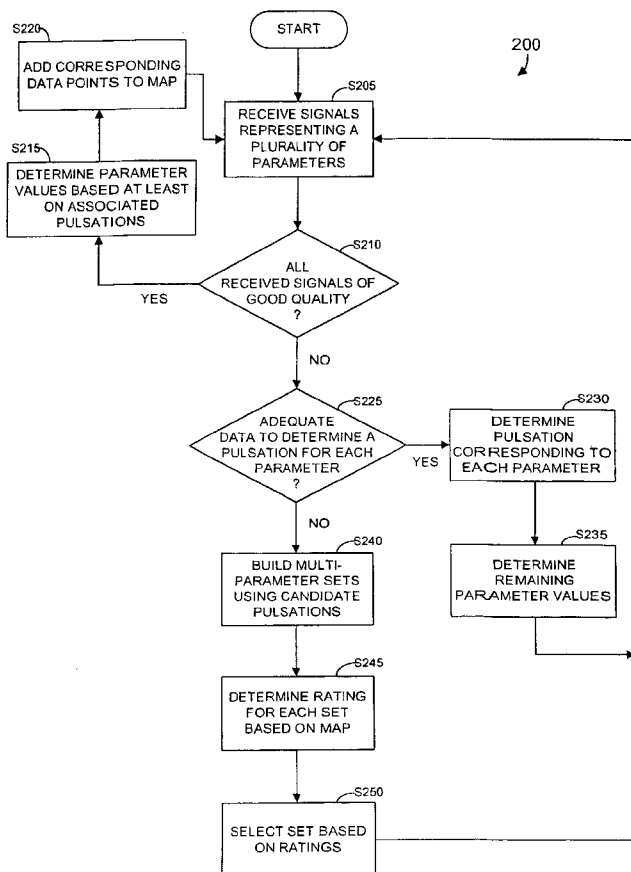 START
200
S205
RECEIVE SIGNALS
REPRESENTING A
PLURALITY OF
PARAMETERS
S220
ADD CORRESPONDING
DATA POINTS TO MAP
S215
DETERMINE PARAMETER
VALUES BASED AT LEAST
ON ASSOCIATED
PULSATIONS
S210
ALL
RECEIVED SIGNALS OF
GOOD QUALITY
?
YES
NO
S225
ADEQUATE
DATA TO DETERMINE A
PULSATION FOR EACH
PARAMETER
?
YES
NO
S230
DETERMINE
PULSATION
CORRESPONDING TO
EACH PARAMETER
S235
DETERMINE
REMAINING
PARAMETER VALUES
S240
BUILD MULTI-
PARAMETER SETS
USING CANDIDATE
PULSATIONS
S245
DETERMINE RATING
FOR EACH SET
BASED ON MAP
S250
SELECT SET BASED
ON RATINGS